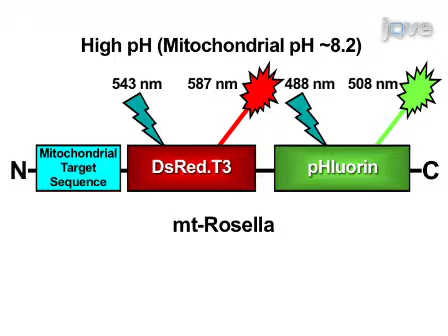 jove
High pH (Mitochondrial pH ~8.2)
543 nm 587 nm 488 nm 508 nm
N Mitochondrial Target Sequence DsRed.T3 pHluorin C
mt-Rosella